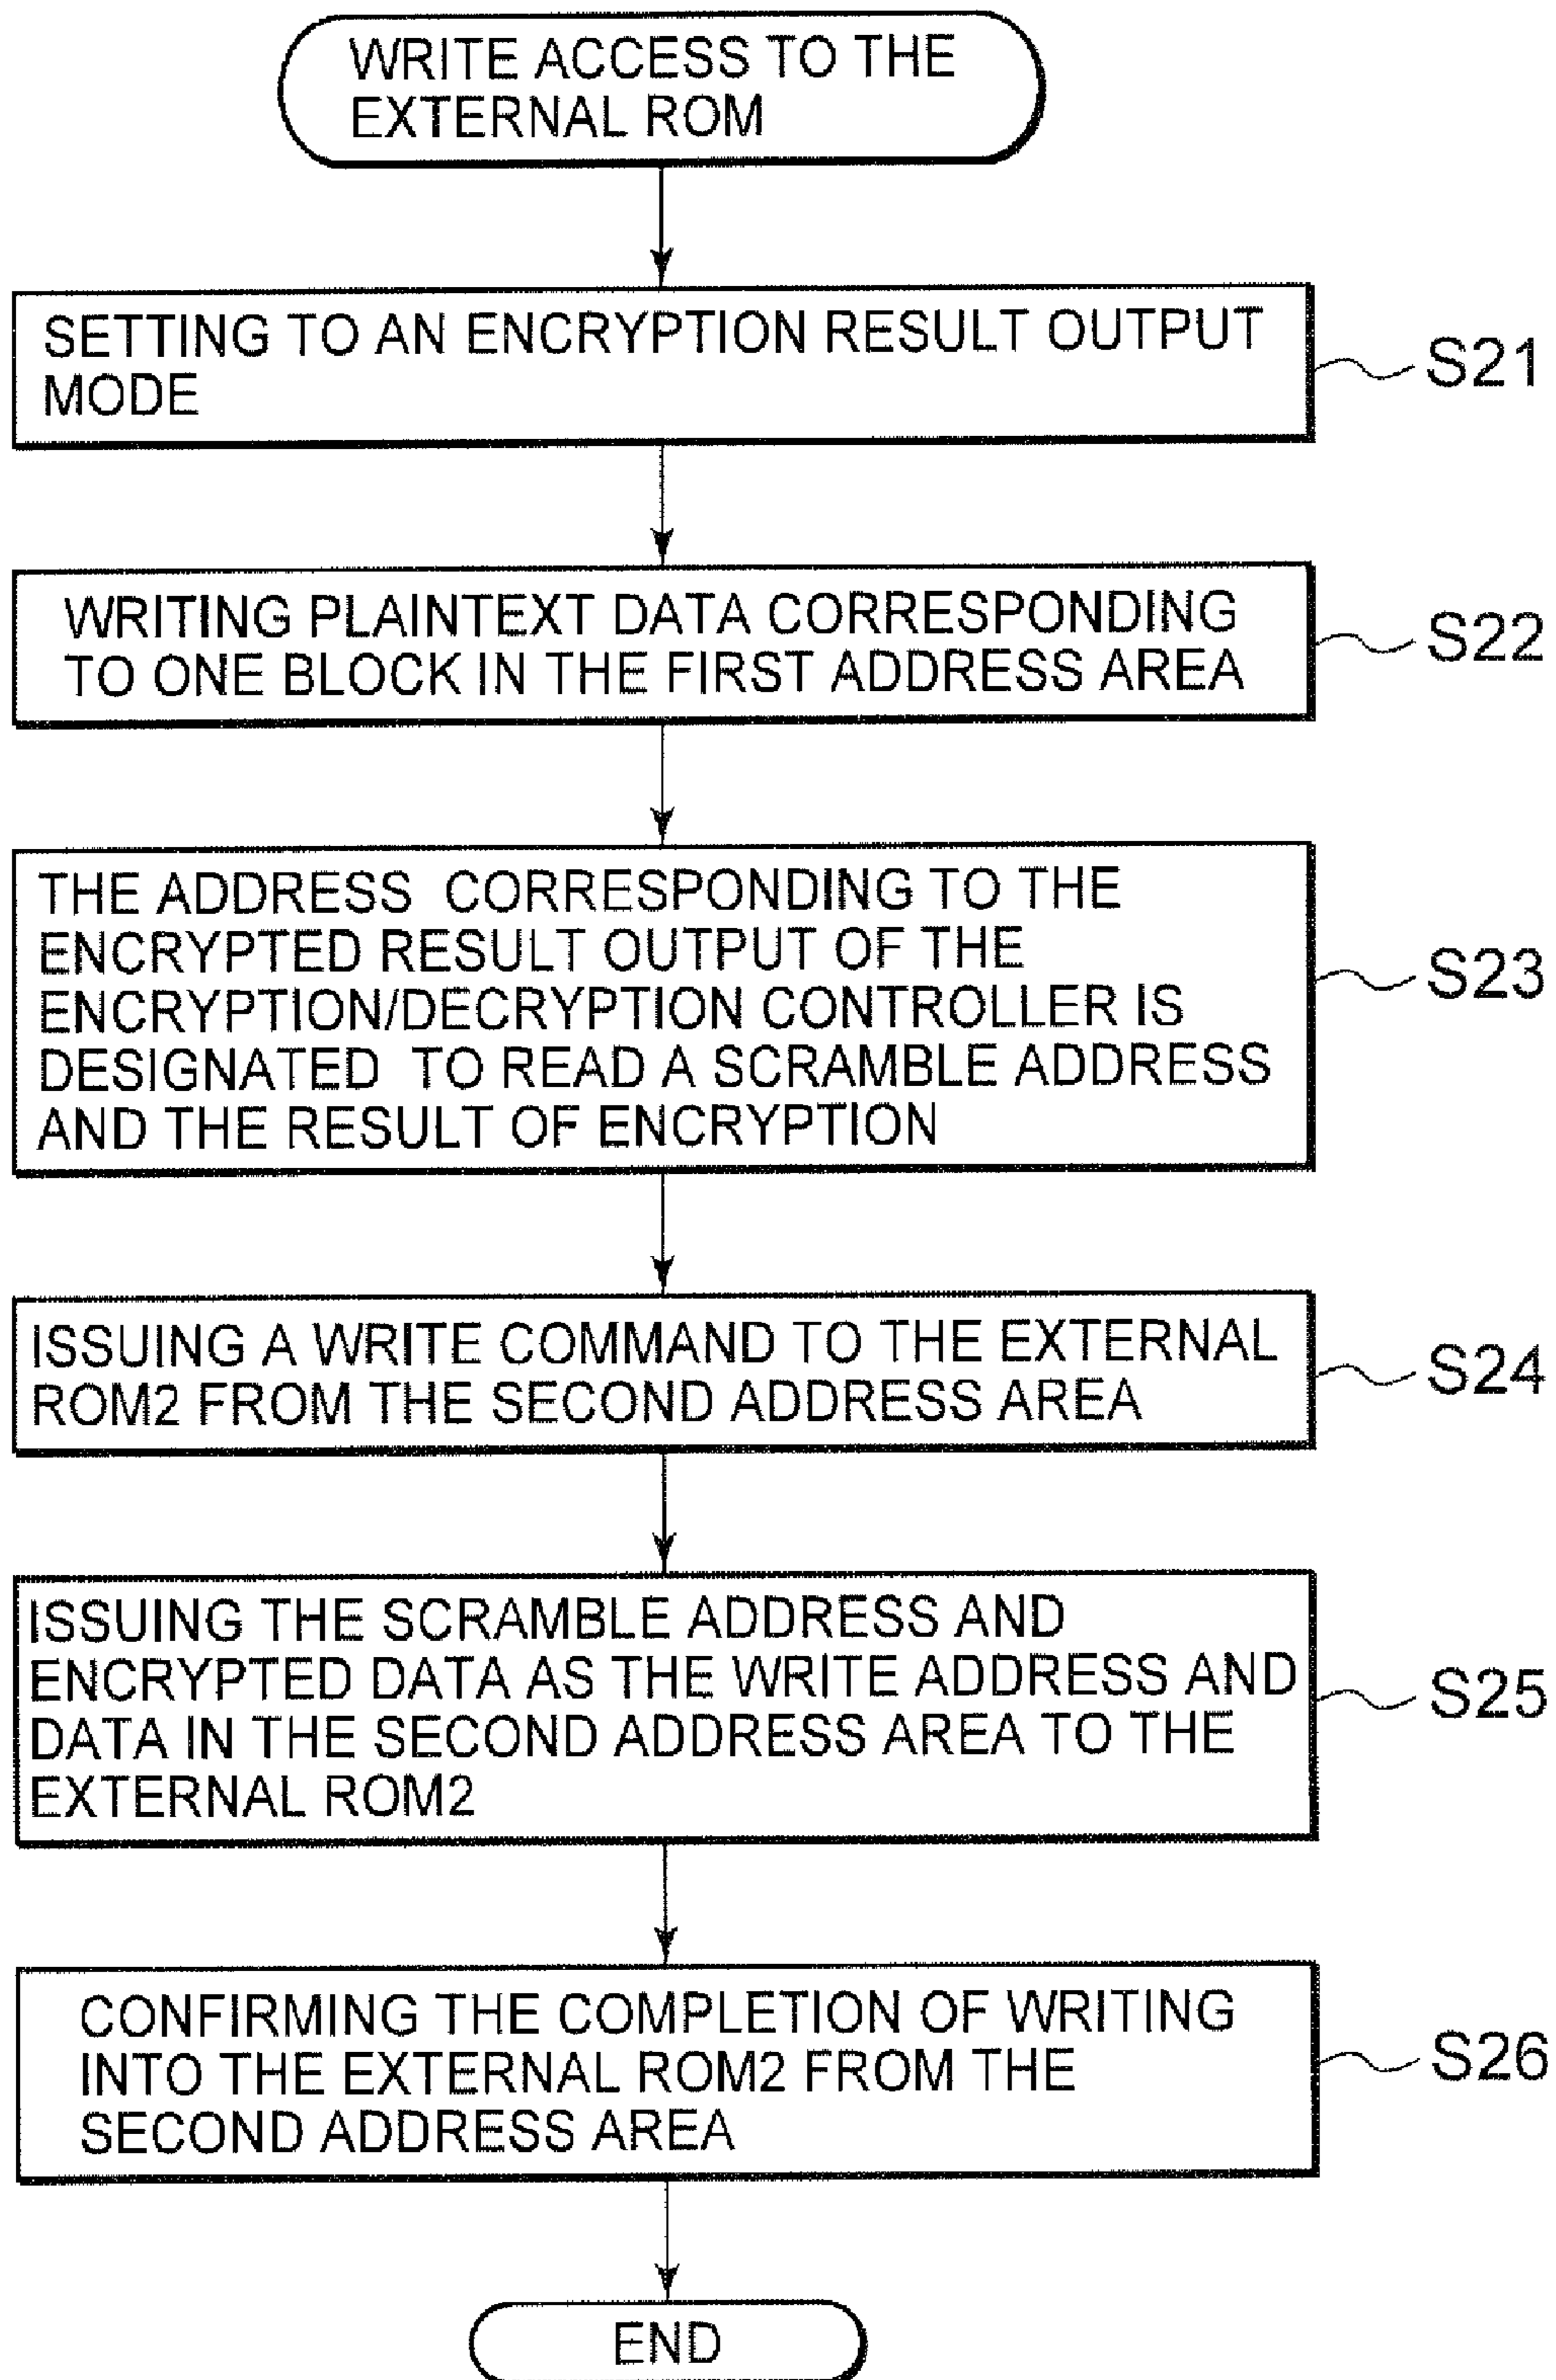 WRITE ACCESS TO THE
EXTERNAL ROM
SETTING TO AN ENCRYPTION RESULT OUTPUT
MODE
S21
WRITING PLAINTEXT DATA CORRESPONDING
TO ONE BLOCK IN THE FIRST ADDRESS AREA
S22
THE ADDRESS CORRESPONDING TO THE
ENCRYPTED RESULT OUTPUT OF THE
ENCRYPTION/DECRYPTION CONTROLLER IS
DESIGNATED TO READ A SCRAMBLE ADDRESS
AND THE RESULT OF ENCRYPTION
S23
ISSUING A WRITE COMMAND TO THE EXTERNAL
ROM2 FROM THE SECOND ADDRESS AREA
S24
ISSUING THE SCRAMBLE ADDRESS AND
ENCRYPTED DATA AS THE WRITE ADDRESS AND
DATA IN THE SECOND ADDRESS AREA TO THE
EXTERNAL ROM2
S25
CONFIRMING THE COMPLETION OF WRITING
INTO THE EXTERNAL ROM2 FROM THE
SECOND ADDRESS AREA
S26
END